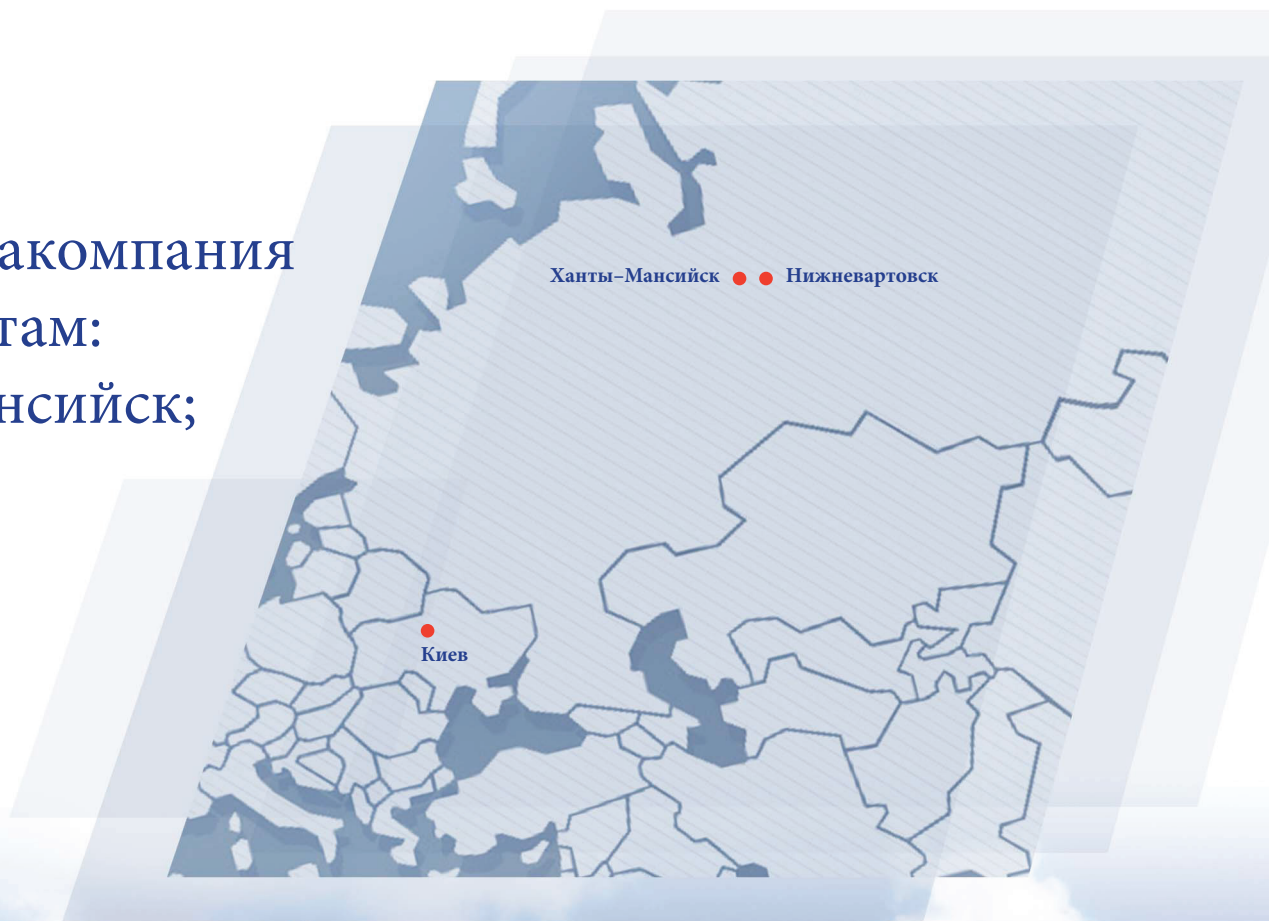 акомпания
там:
нсийск;
Ханты–Мансийск
Нижневартовск
Киев